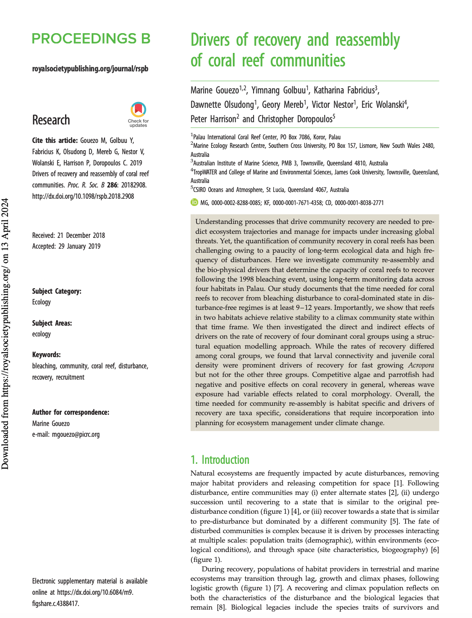 PROCEEDINGS B
royalsocietypublishing.org/journal/rspb
Research
Check for
updates
Cite this article: Gouezo M, Golbuu Y,
Fabricius K, Olsudong D, Mereb G, Nestor V,
Wolanski E, Harrison P, Doropoulos C. 2019
Drivers of recovery and reassembly of coral reef
communities. Proc. R. Soc. B 286: 20182908.
http://dx.doi.org/10.1098/rspb.2018.2908
Received: 21 December 2018
Accepted: 29 January 2019
Subject Category:
Ecology
Subject Areas:
ecology
Keywords:
bleaching, community, coral reef, disturbance,
recovery, recruitment
Author for correspondence:
Marine Gouezo
e-mail: mgouezo@picrc.org
Electronic supplementary material is available
online at https://dx.doi.org/10.6084/m9.
figshare.c.4388417.
Drivers of recovery and reassembly
of coral reef communities
Marine Gouezo1,2, Yimnang Golbuu1, Katharina Fabricius3,
Dawnette Olsudong1, Geory Mereb1, Victor Nestor1, Eric Wolanski4,
Peter Harrison2 and Christopher Doropoulos5
1Palau International Coral Reef Center, PO Box 7086, Koror, Palau
2Marine Ecology Research Centre, Southern Cross University, PO Box 157, Lismore, New South Wales 2480,
Australia
3Australian Institute of Marine Science, PMB 3, Townsville, Queensland 4810, Australia
4TropWATER and College of Marine and Environmental Sciences, James Cook University, Townsville, Queensland,
Australia
5CSIRO Oceans and Atmosphere, St Lucia, Queensland 4067, Australia
iD MG, 0000-0002-8288-0085; KF, 0000-0001-7671-4358; CD, 0000-0001-8038-2771
Understanding processes that drive community recovery are needed to pre-
dict ecosystem trajectories and manage for impacts under increasing global
threats. Yet, the quantification of community recovery in coral reefs has been
challenging owing to a paucity of long-term ecological data and high fre-
quency of disturbances. Here we investigate community re-assembly and
the bio-physical drivers that determine the capacity of coral reefs to recover
following the 1998 bleaching event, using long-term monitoring data across
four habitats in Palau. Our study documents that the time needed for coral
reefs to recover from bleaching disturbance to coral-dominated state in dis-
turbance-free regimes is at least 9–12 years. Importantly, we show that reefs
in two habitats achieve relative stability to a climax community state within
that time frame. We then investigated the direct and indirect effects of
drivers on the rate of recovery of four dominant coral groups using a struc-
tural equation modelling approach. While the rates of recovery differed
among coral groups, we found that larval connectivity and juvenile coral
density were prominent drivers of recovery for fast growing Acropora
but not for the other three groups. Competitive algae and parrotfish had
negative and positive effects on coral recovery in general, whereas wave
exposure had variable effects related to coral morphology. Overall, the
time needed for community re-assembly is habitat specific and drivers of
recovery are taxa specific, considerations that require incorporation into
planning for ecosystem management under climate change.
1. Introduction
Natural ecosystems are frequently impacted by acute disturbances, removing
major habitat providers and releasing competition for space [1]. Following
disturbance, entire communities may (i) enter alternate states [2], (ii) undergo
succession until recovering to a state that is similar to the original pre-
disturbance condition (figure 1) [4], or (iii) recover towards a state that is similar
to pre-disturbance but dominated by a different community [5]. The fate of
disturbed communities is complex because it is driven by processes interacting
at multiple scales: population traits (demographic), within environments (eco-
logical conditions), and through space (site characteristics, biogeography) [6]
(figure 1).
During recovery, populations of habitat providers in terrestrial and marine
ecosystems may transition through lag, growth and climax phases, following
logistic growth (figure 1) [7]. A recovering and climax population reflects on
both the characteristics of the disturbance and the biological legacies that
remain [8]. Biological legacies include the species traits of survivors and
Downloaded from https://royalsocietypublishing.org/ on 13 April 2024